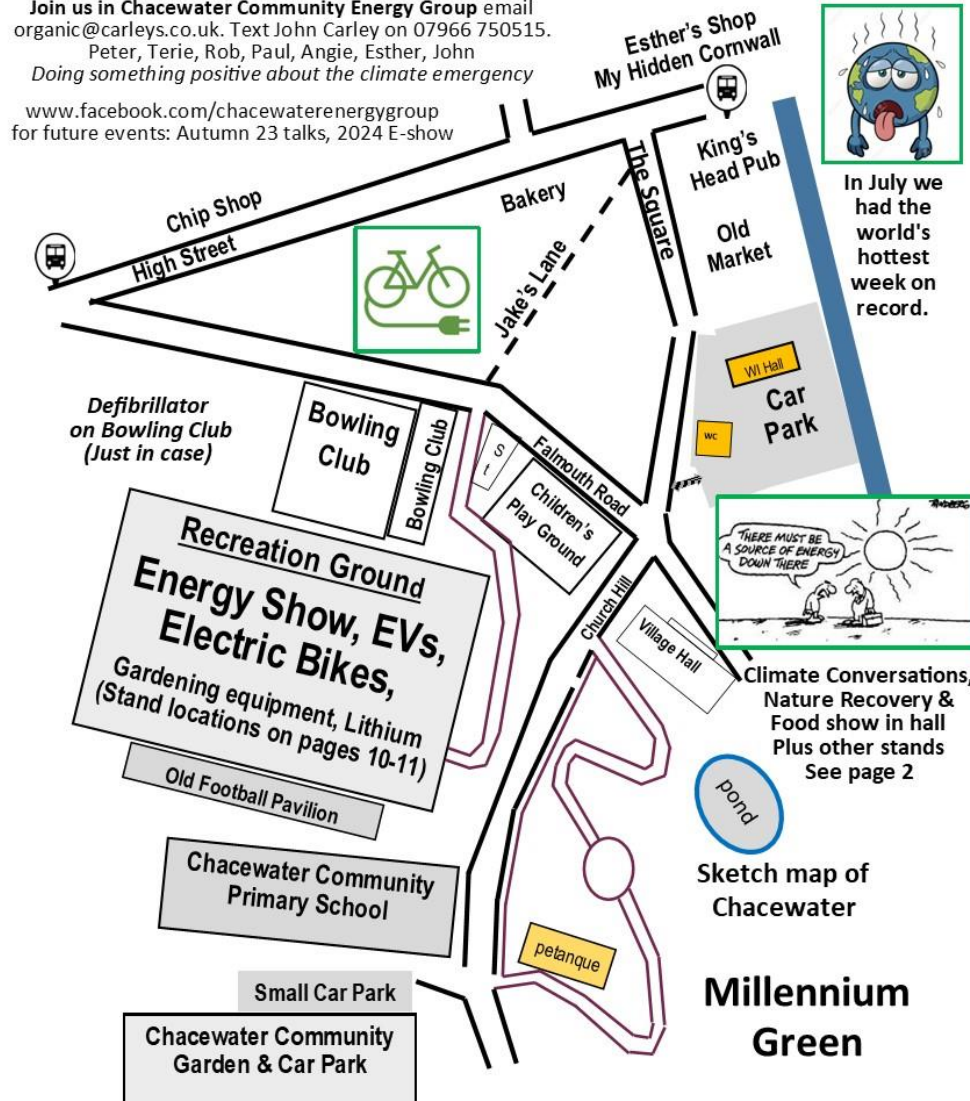 Join us in Chacewater Community Energy Group email
organic@carleys.co.uk. Text John Carley on 07966 750515.
Peter, Terie, Rob, Paul, Angie, Esther, John
Doing something positive about the climate emergency
www.facebook.com/chacewaterenergygroup
for future events: Autumn 23 talks, 2024 E-show
Esther's Shop
My Hidden Cornwall
In July we
had the
world's
hottest
week on
record.
King's
Head Pub
The Square
Old
Market
Bakery
Chip Shop
High Street
Jake's Lane
WI Hall
Car
Park
WC
Defibrillator
on Bowling Club
(Just in case)
Bowling
Club
Bowling Club
S
t
Falmouth Road
Children's
Play Ground
Recreation Ground
Energy Show, EVs,
Electric Bikes,
Gardening equipment, Lithium
(Stand locations on pages 10-11)
Old Football Pavilion
Church Hill
Village Hall
THERE MUST BE
A SOURCE OF ENERGY
DOWN THERE
Climate Conversations,
Nature Recovery &
Food show in hall
Plus other stands
See page 2
pond
Sketch map of
Chacewater
Chacewater Community
Primary School
petanque
Small Car Park
Chacewater Community
Garden & Car Park
Millennium
Green